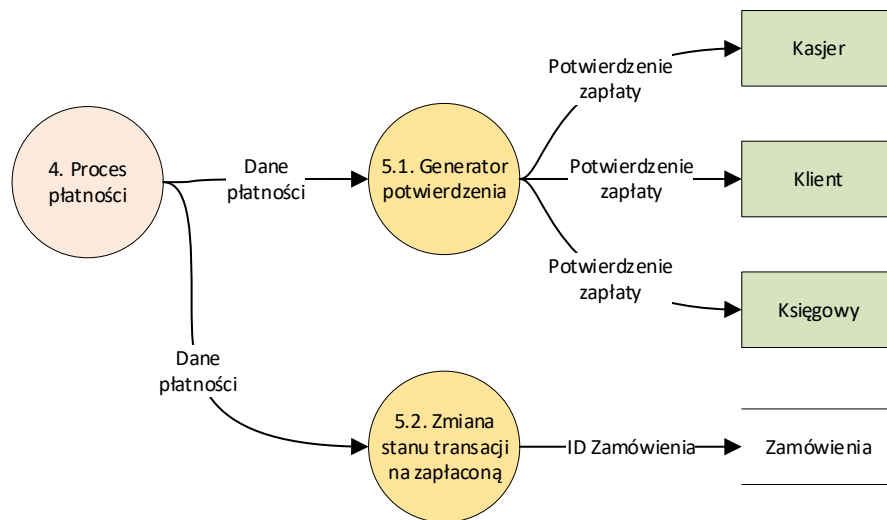 Kasjer
Potwierdzenie
zapłaty
4. Proces
płatności
Dane
płatności
5.1. Generator
potwierdzenia
Potwierdzenie
zapłaty
Klient
Potwierdzenie
zapłaty
Księgowy
Dane
płatności
5.2. Zmiana
stanu transacji
na zapłaconą
ID Zamówienia
Zamówienia